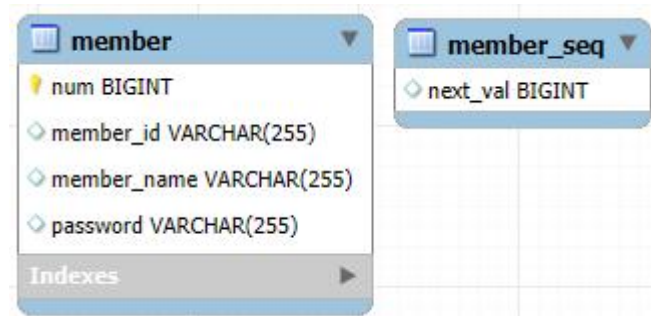 member
num BIGINT
member_id VARCHAR(255)
member_name VARCHAR(255)
password VARCHAR(255)
Indexes
member_seq
next_val BIGINT